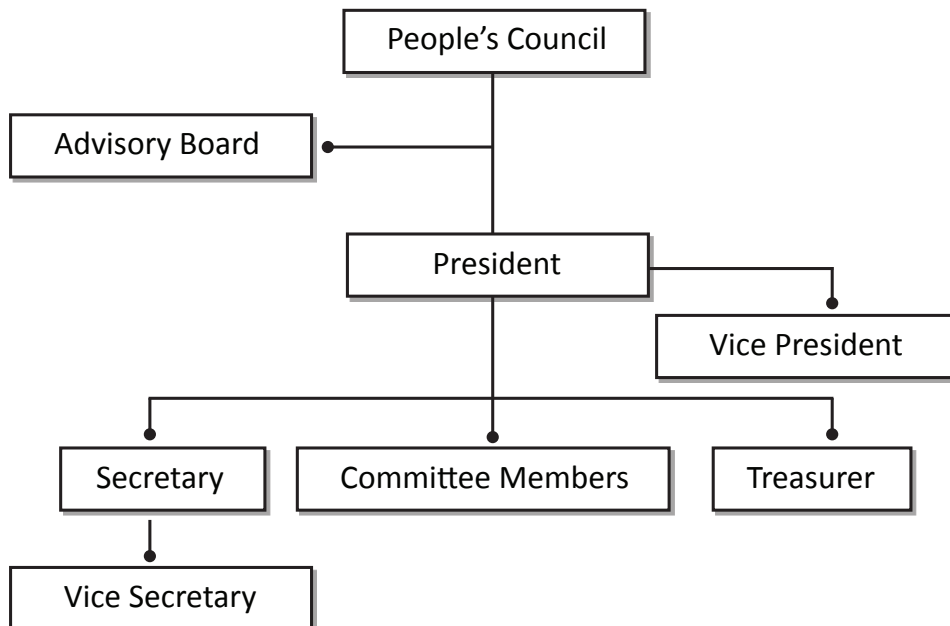 People’s Council
Advisory Board
President
Vice President
Secretary
Committee Members
Treasurer
Vice Secretary